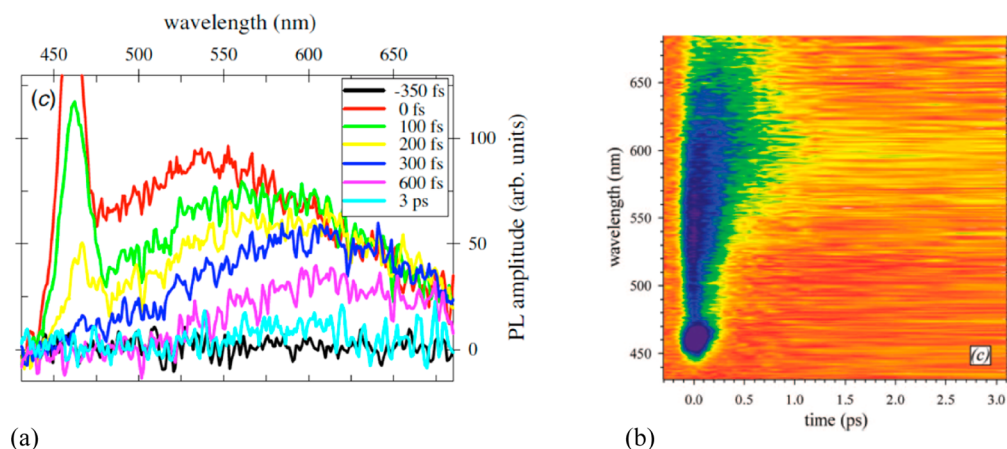 wavelength (nm)
450 500 550 600 650
(c)
-350 fs
0 fs
100 fs
200 fs
300 fs
600 fs
3 ps
100
50
0
PL amplitude (arb. units)
(a)
wavelength (nm)
650
600
550
500
450
(c)
0.0 0.5 1.0 1.5 2.0 2.5 3.0
time (ps)
(b)